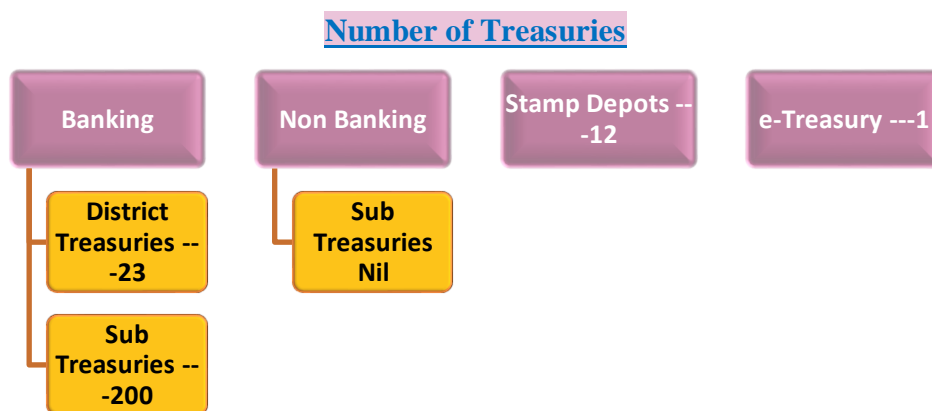 Number of Treasuries
Banking
District
Treasuries --
-23
Sub
Treasuries --
-200
Non Banking
Sub
Treasuries
Nil
Stamp Depots --
-12
e-Treasury ---1